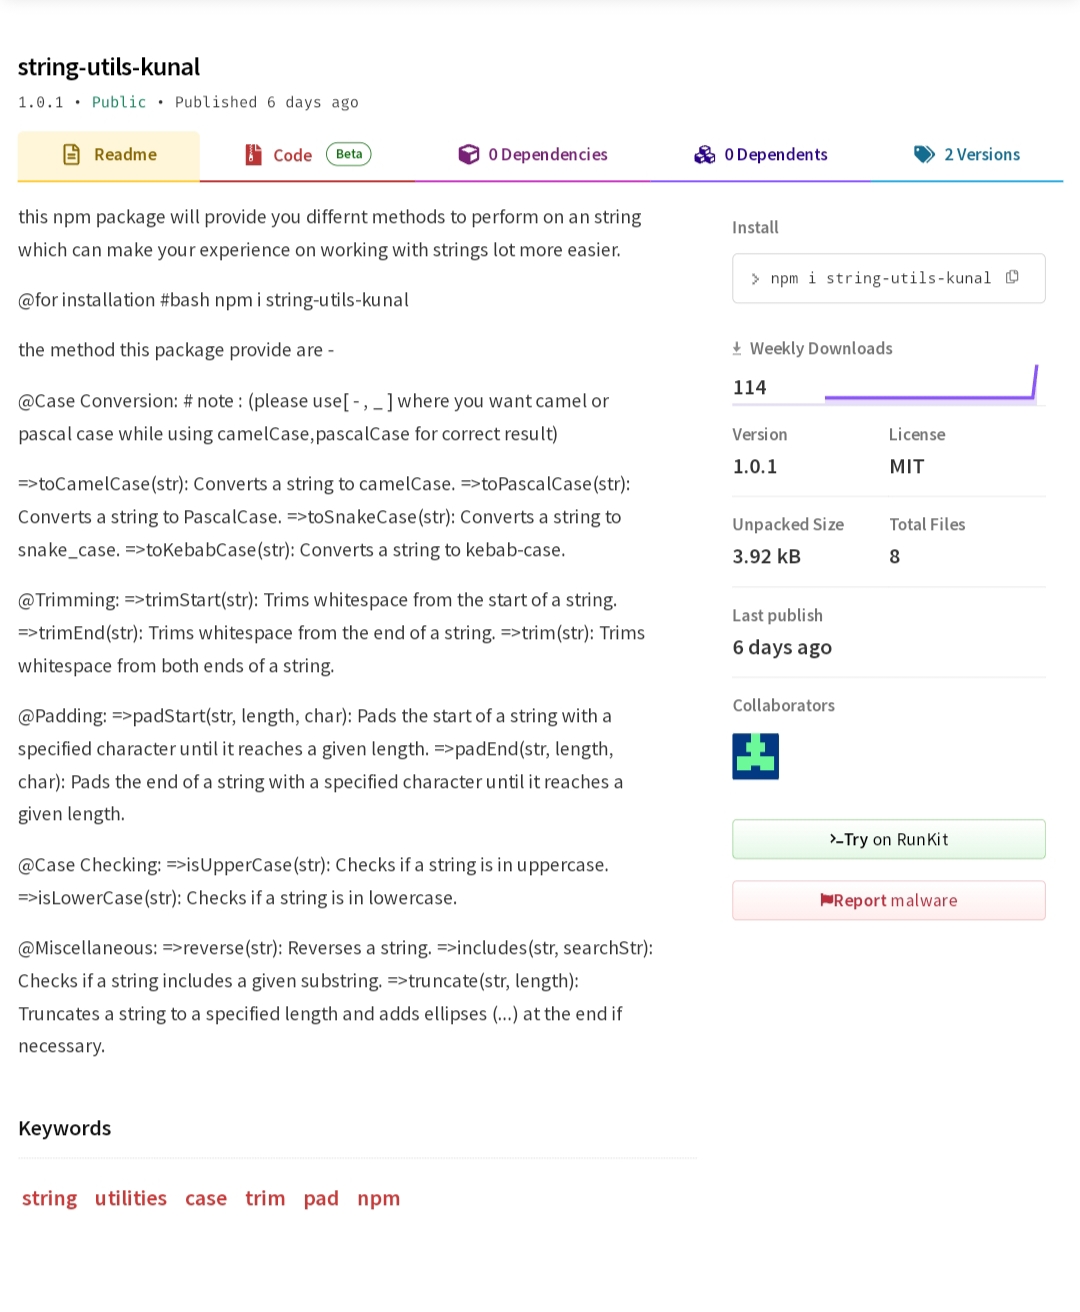 string-utils-kunal
1.0.1 • Public • Published 6 days ago
Readme
Code Beta
0 Dependencies
0 Dependents
2 Versions
this npm package will provide you differnt methods to perform on an string
which can make your experience on working with strings lot more easier.
@for installation #bash npm i string-utils-kunal
the method this package provide are -
@Case Conversion: # note : (please use[ - , _ ] where you want camel or
pascal case while using camelCase,pascalCase for correct result)
=>toCamelCase(str): Converts a string to camelCase. =>toPascalCase(str):
Converts a string to PascalCase. =>toSnakeCase(str): Converts a string to
snake_case. =>toKebabCase(str): Converts a string to kebab-case.
@Trimming: =>trimStart(str): Trims whitespace from the start of a string.
=>trimEnd(str): Trims whitespace from the end of a string. =>trim(str): Trims
whitespace from both ends of a string.
@Padding: =>padStart(str, length, char): Pads the start of a string with a
specified character until it reaches a given length. =>padEnd(str, length,
char): Pads the end of a string with a specified character until it reaches a
given length.
@Case Checking: =>isUpperCase(str): Checks if a string is in uppercase.
=>isLowerCase(str): Checks if a string is in lowercase.
@Miscellaneous: =>reverse(str): Reverses a string. =>includes(str, searchStr):
Checks if a string includes a given substring. =>truncate(str, length):
Truncates a string to a specified length and adds ellipses (...) at the end if
necessary.
Keywords
string utilities case trim pad npm
Install
npm i string-utils-kunal
Weekly Downloads
114
Version
1.0.1
License
MIT
Unpacked Size
3.92 kB
Total Files
8
Last publish
6 days ago
Collaborators
Try on RunKit
Report malware